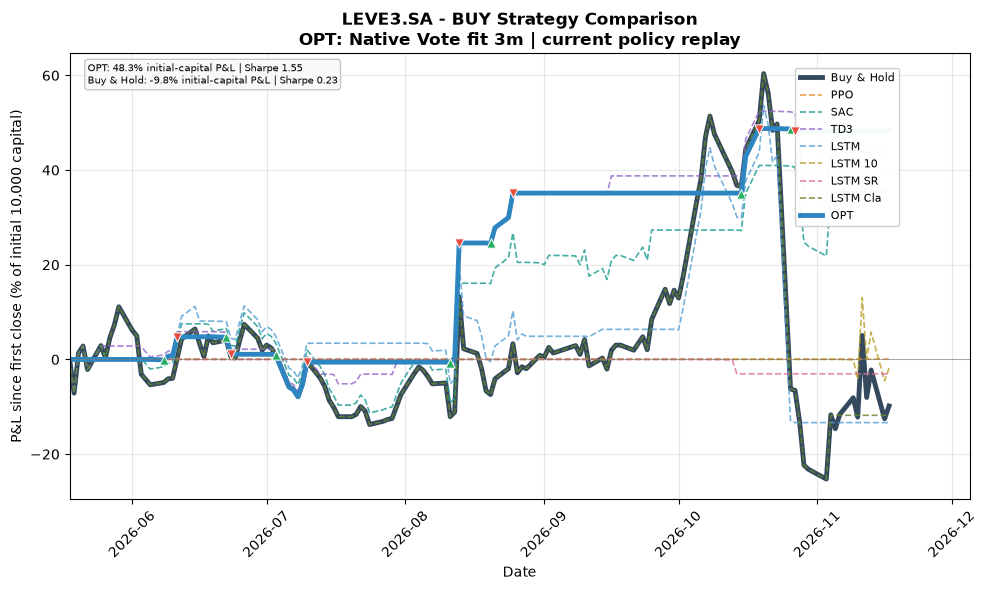 LEVE3.SA - BUY Strategy Comparison
OPT: Native Vote fit 3m | current policy replay
OPT: 48.3% initial-capital P&L | Sharpe 1.55
Buy & Hold: -9.8% initial-capital P&L | Sharpe 0.23
Buy & Hold
PPO
SAC
TD3
LSTM
LSTM 10
LSTM SR
LSTM Cla
OPT
P&L since first close (% of initial 10,000 capital)
60
40
20
0
−20
2026-06
2026-07
2026-08
2026-09
2026-10
2026-11
2026-12
Date